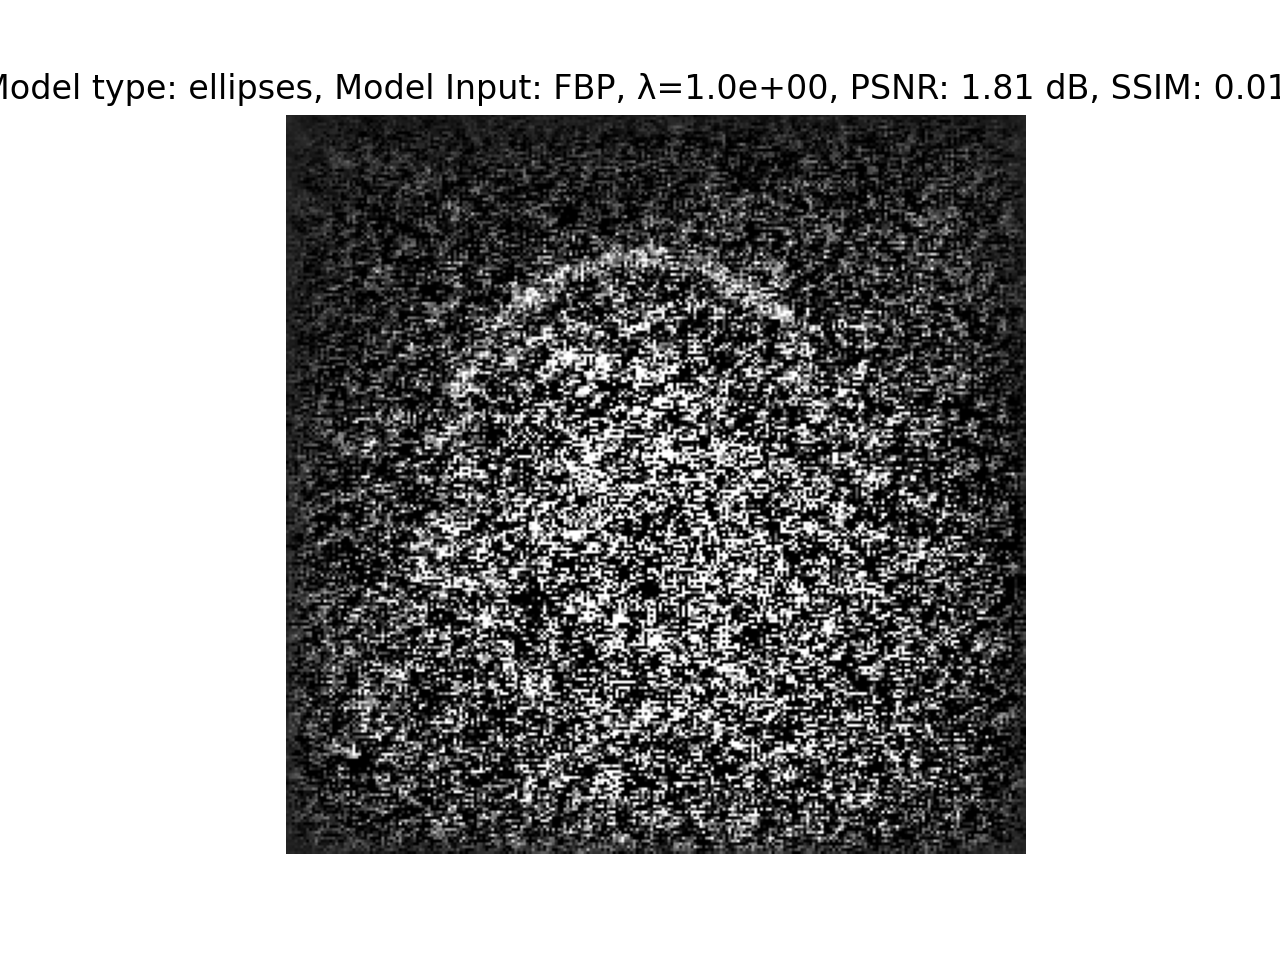 Model type: ellipses, Model Input: FBP, λ=1.0e+00, PSNR: 1.81 dB, SSIM: 0.01